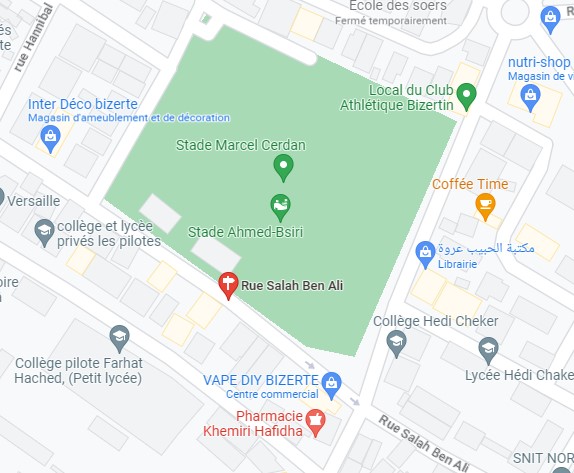 École des soers
Fermé temporairement
rue Hannibal
és
R
nutri-shop
Magasin de vi
Local du Club
Athlétique Bizertin
Inter Déco bizerte
Magasin d'ameublement et de décoration
Stade Marcel Cerdan
Coffée Time
Versaille
collège et lycée
privés les pilotes
Stade Ahmed-Bsiri
مكتبة الحبيب عروة
Librairie
Rue Salah Ben Ali
oire
a
Collège Hedi Cheker
Collège pilote Farhat
Hached, (Petit lycée)
Lycée Hédi Chake
VAPE DIY BIZERTE
Centre commercial
Pharmacie
Khemiri Hafidha
Rue Salah Ben Ali
SNIT NOR